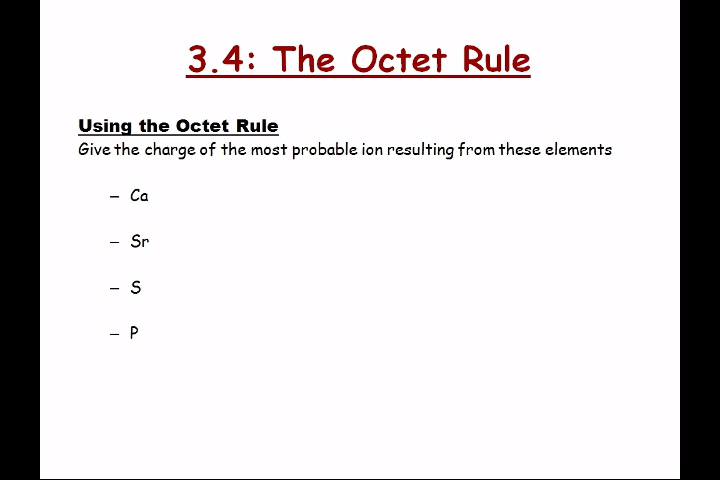 3.4: The Octet Rule
Using the Octet Rule
Give the charge of the most probable ion resulting from these elements
– Ca
– Sr
– S
– P